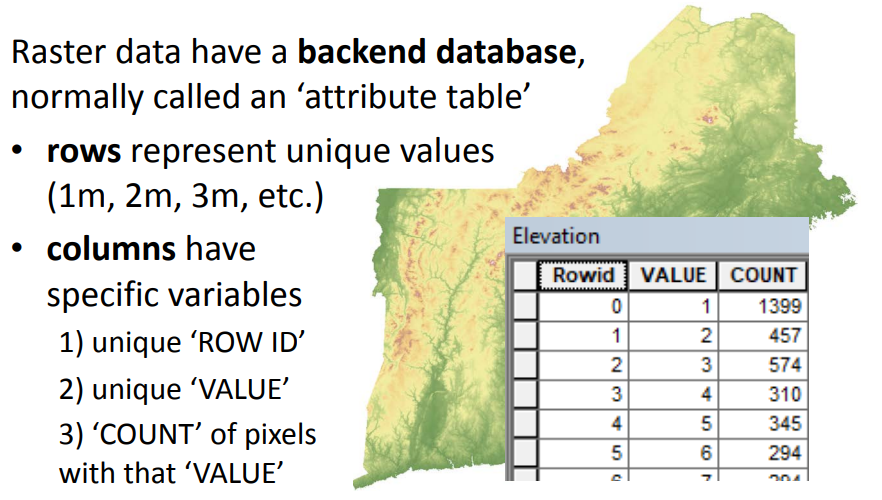 Raster data have a backend database,
normally called an ‘attribute table’
• rows represent unique values
(1m, 2m, 3m, etc.)
• columns have
specific variables
1) unique ‘ROW ID’
2) unique ‘VALUE’
3) ‘COUNT’ of pixels
with that ‘VALUE’
Elevation
Rowid VALUE COUNT
0 1 1399
1 2 457
2 3 574
3 4 310
4 5 345
5 6 294